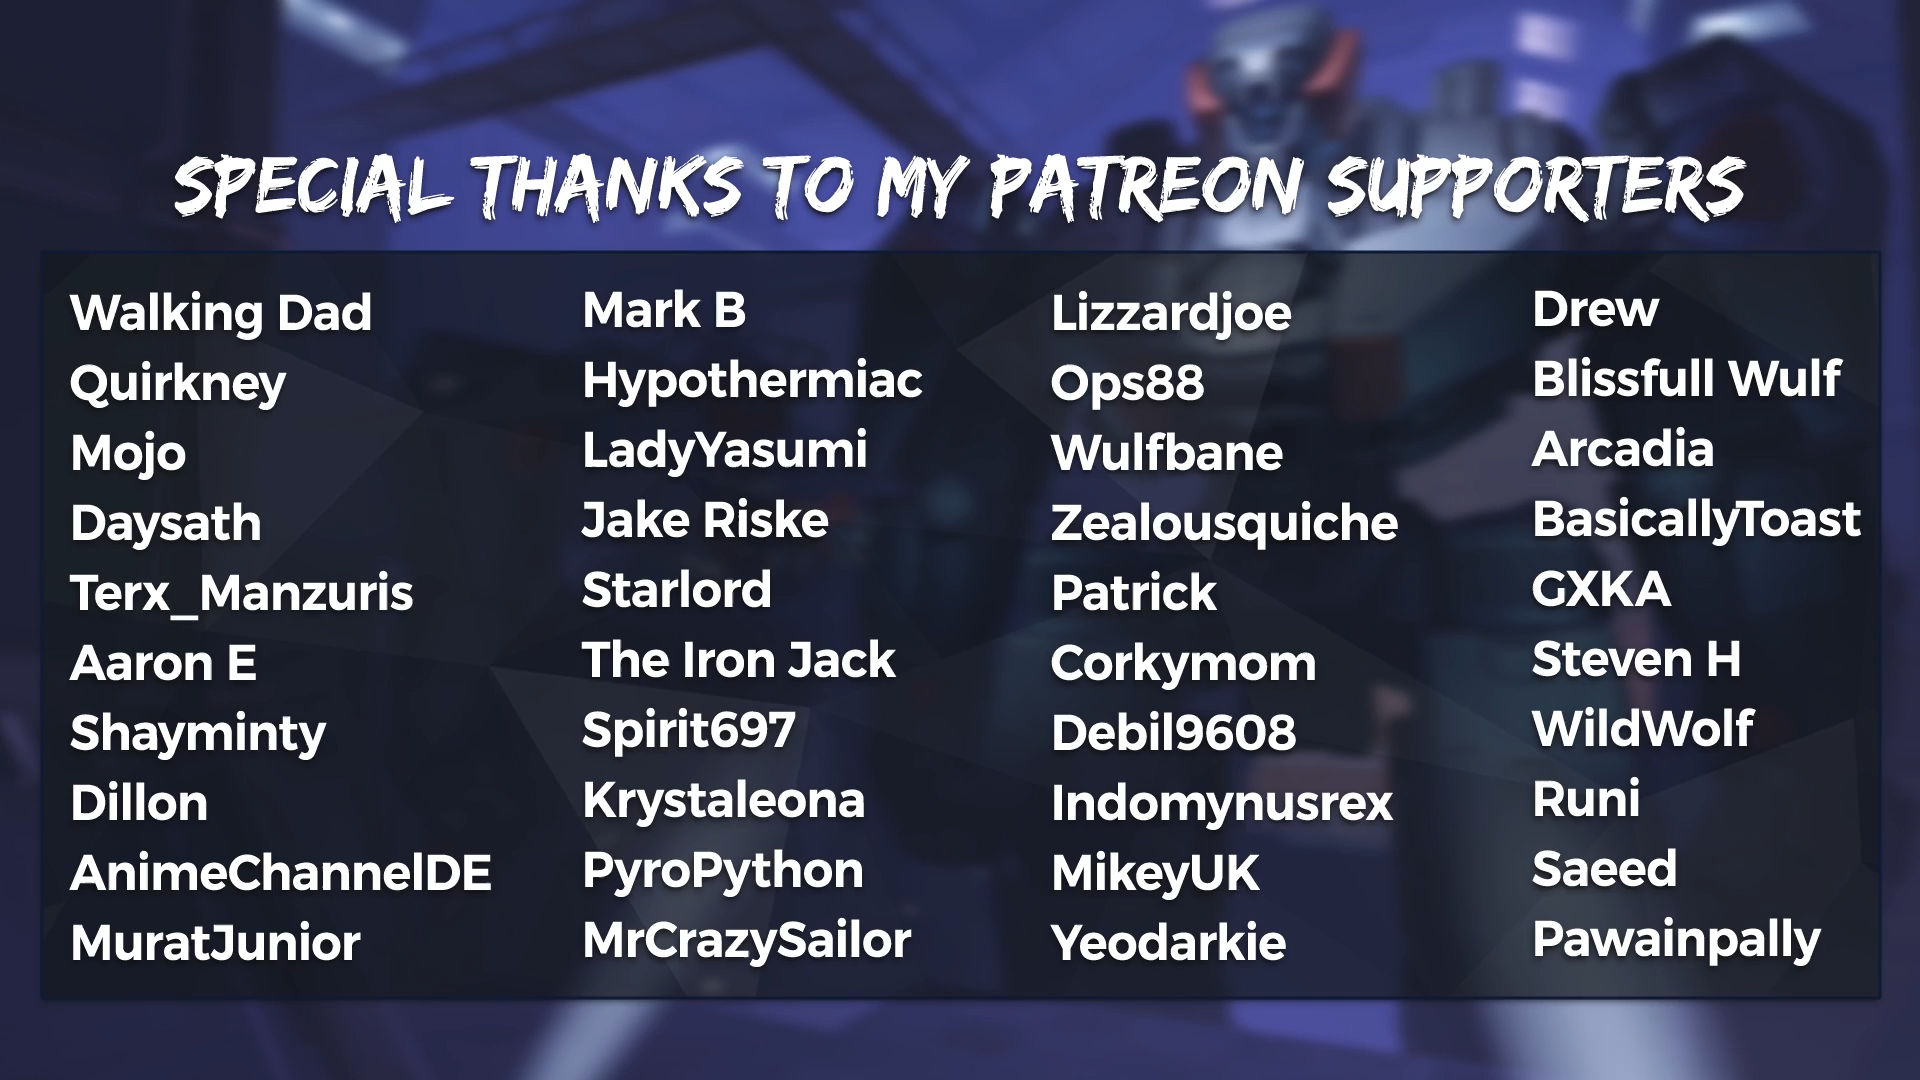 SPECIAL THANKS TO MY PATREON SUPPORTERS
Walking Dad
Quirkney
Mojo
Daysath
Terx_Manzuris
Aaron E
Shayminty
Dillon
AnimeChannelDE
MuratJunior
Mark B
Hypothermiac
LadyYasumi
Jake Riske
Starlord
The Iron Jack
Spirit697
Krystaleona
PyroPython
MrCrazySailor
Lizzardjoe
Ops88
Wulfbane
Zealousquiche
Patrick
Corkymom
Debil9608
Indomynusrex
MikeyUK
Yeodarkie
Drew
Blissfull Wulf
Arcadia
BasicallyToast
GXKA
Steven H
WildWolf
Runi
Saeed
Pawainpally